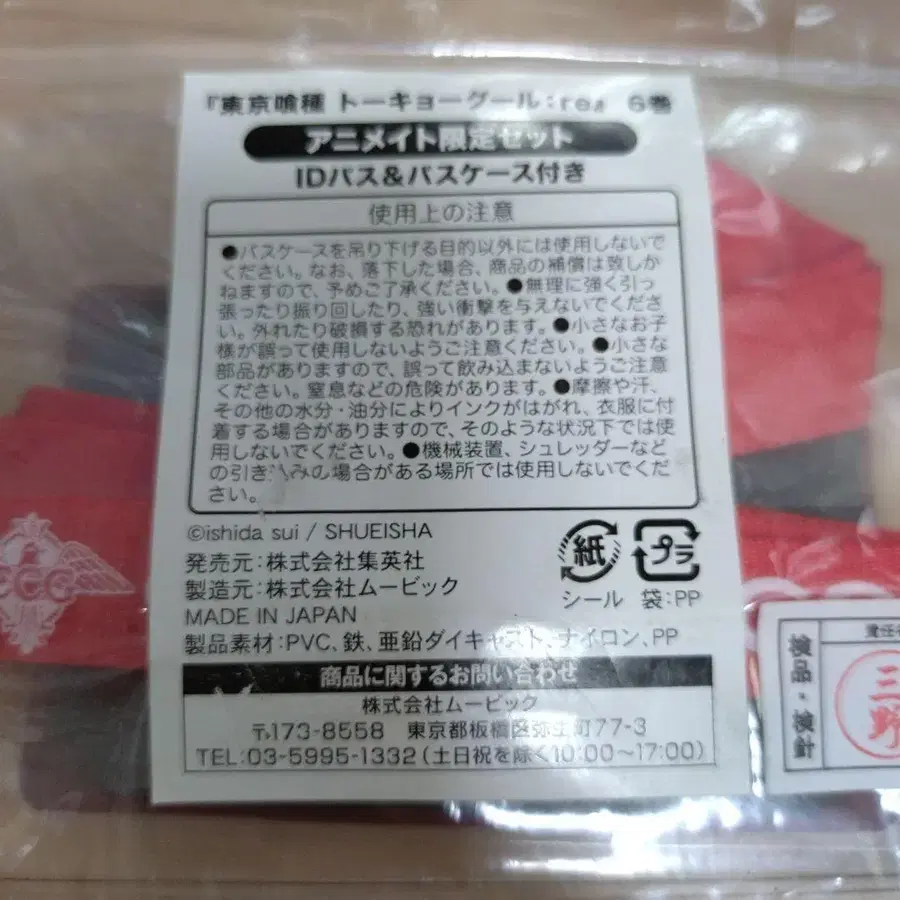 『東京喰種 トーキョーグール:re』 6巻
アニメイト限定セット
IDパス&パスケース付き
使用上の注意
●パスケースを吊り下げる目的以外には使用しないで
ください。なお、落下した場合、商品の補償は致しか
ねますので、予めご了承ください。●無理に強く引っ
張ったり振り回したり、強い衝撃を与えないでくださ
い。外れたり破損する恐れがあります。●小さなお子
様が誤って使用しないようご注意ください。●小さな
部品がありますので、誤って飲み込まないようご注意
ください。窒息などの危険があります。●摩擦や汗、
その他の水分・油分によりインクがはがれ、衣服に付
着する場合がありますので、そのような状況下では使
用しないでください。●機械装置、シュレッダーなど
の引き込みの場合がある場所では使用しないでくだ
さい。
©ishida sui / SHUEISHA
発売元:株式会社集英社
製造元:株式会社ムービック
MADE IN JAPAN
製品素材:PVC、鉄、亜鉛ダイキャスト、ナイロン、PP
紙
シール
プラ
袋:PP
商品に関するお問い合わせ
株式会社ムービック
〒173-8558 東京都板橋区弥生町77-3
TEL:03-5995-1332(土日祝を除く10:00〜17:00)
CCG
検品・検針
責任
三野